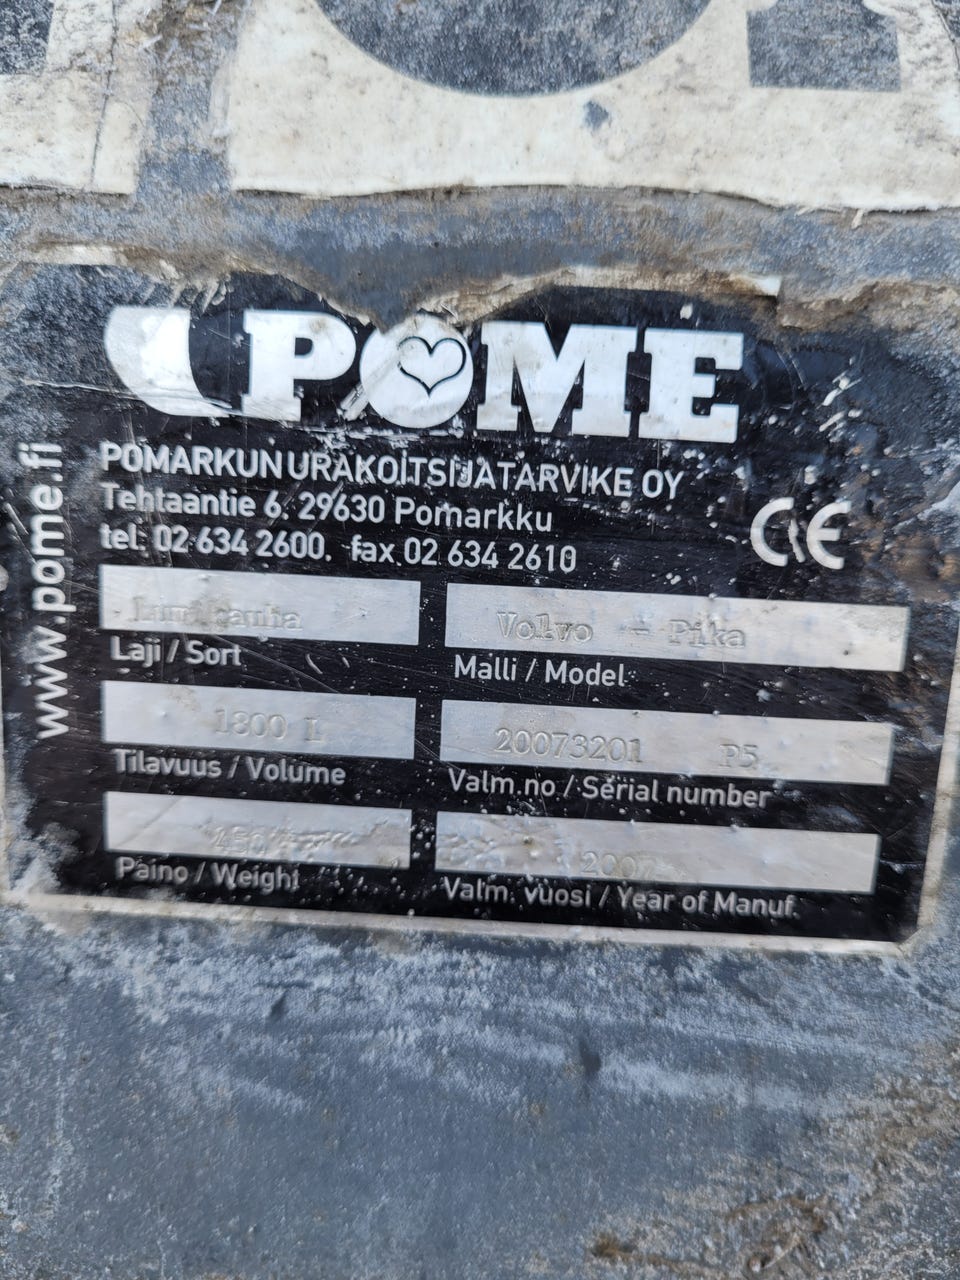 POME
POMARKUN URAKOITSIJATARVIKE OY
Tehtaantie 6, 29630 Pomarkku
tel. 02 634 2600, fax 02 634 2610
CE
www.pome.fi
Lumikauha
Laji / Sort
Volvo - Pika
Malli / Model
1800 L
Tilavuus / Volume
20073201 P5
Valm.no / Serial number
450
Paino / Weight
2007
Valm. vuosi / Year of Manuf.